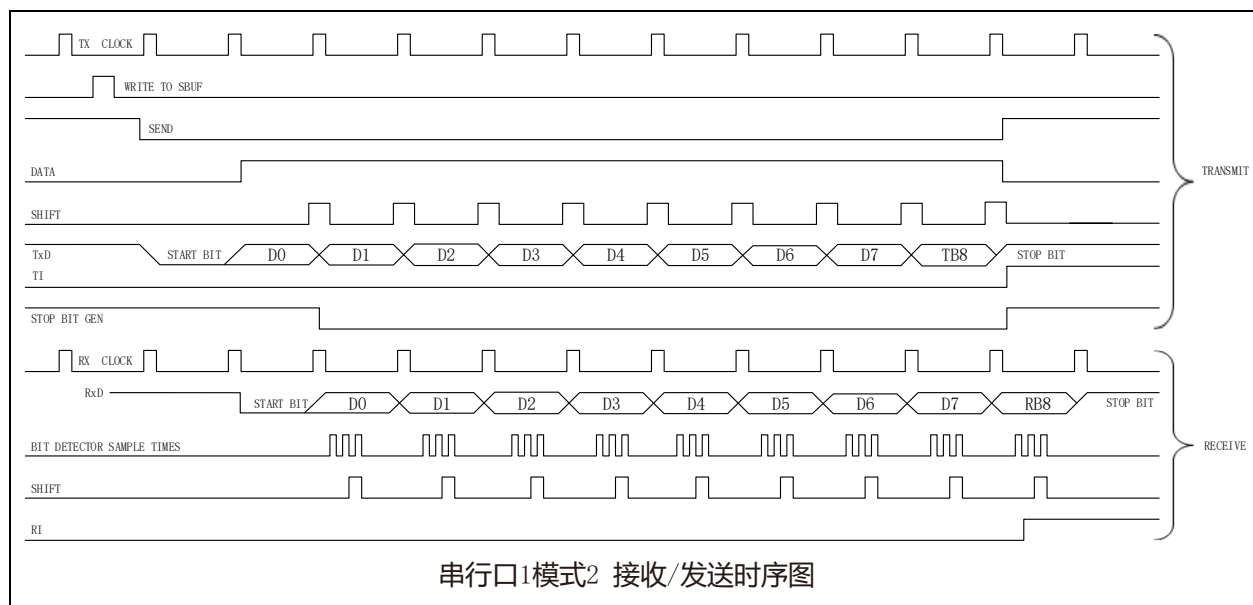 TX CLOCK
WRITE TO SBUF
SEND
DATA
TRANSMIT
SHIFT
TxD START BIT D0 D1 D2 D3 D4 D5 D6 D7 TB8 STOP BIT
TI
STOP BIT GEN
RX CLOCK
RxD START BIT D0 D1 D2 D3 D4 D5 D6 D7 RB8 STOP BIT
BIT DETECTOR SAMPLE TIMES
RECEIVE
SHIFT
RI
串行口1模式2 接收/发送时序图